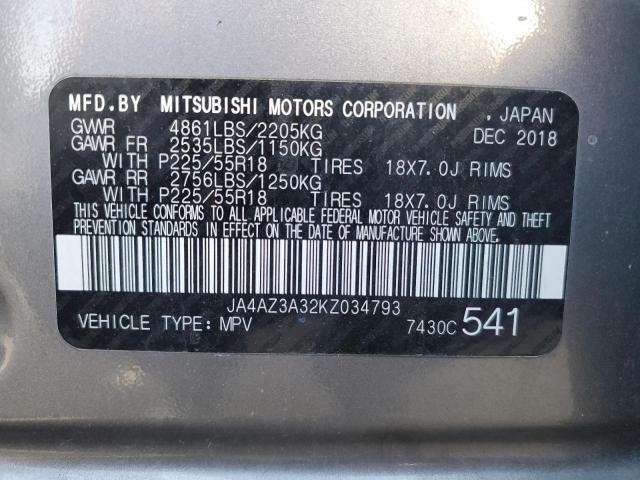 MFD.BY MITSUBISHI MOTORS CORPORATION . JAPAN
GVWR 4861LBS/2205KG DEC 2018
GAWR FR 2535LBS/1150KG
WITH P225/55R18 TIRES 18X7.0J RIMS
GAWR RR 2756LBS/1250KG
WITH P225/55R18 TIRES 18X7.0J RIMS
THIS VEHICLE CONFORMS TO ALL APPLICABLE FEDERAL MOTOR VEHICLE SAFETY AND THEFT
PREVENTION STANDARDS IN EFFECT ON THE DATE OF MANUFACTURE SHOWN ABOVE.
JA4AZ3A32KZ034793
VEHICLE TYPE: MPV 7430C 541